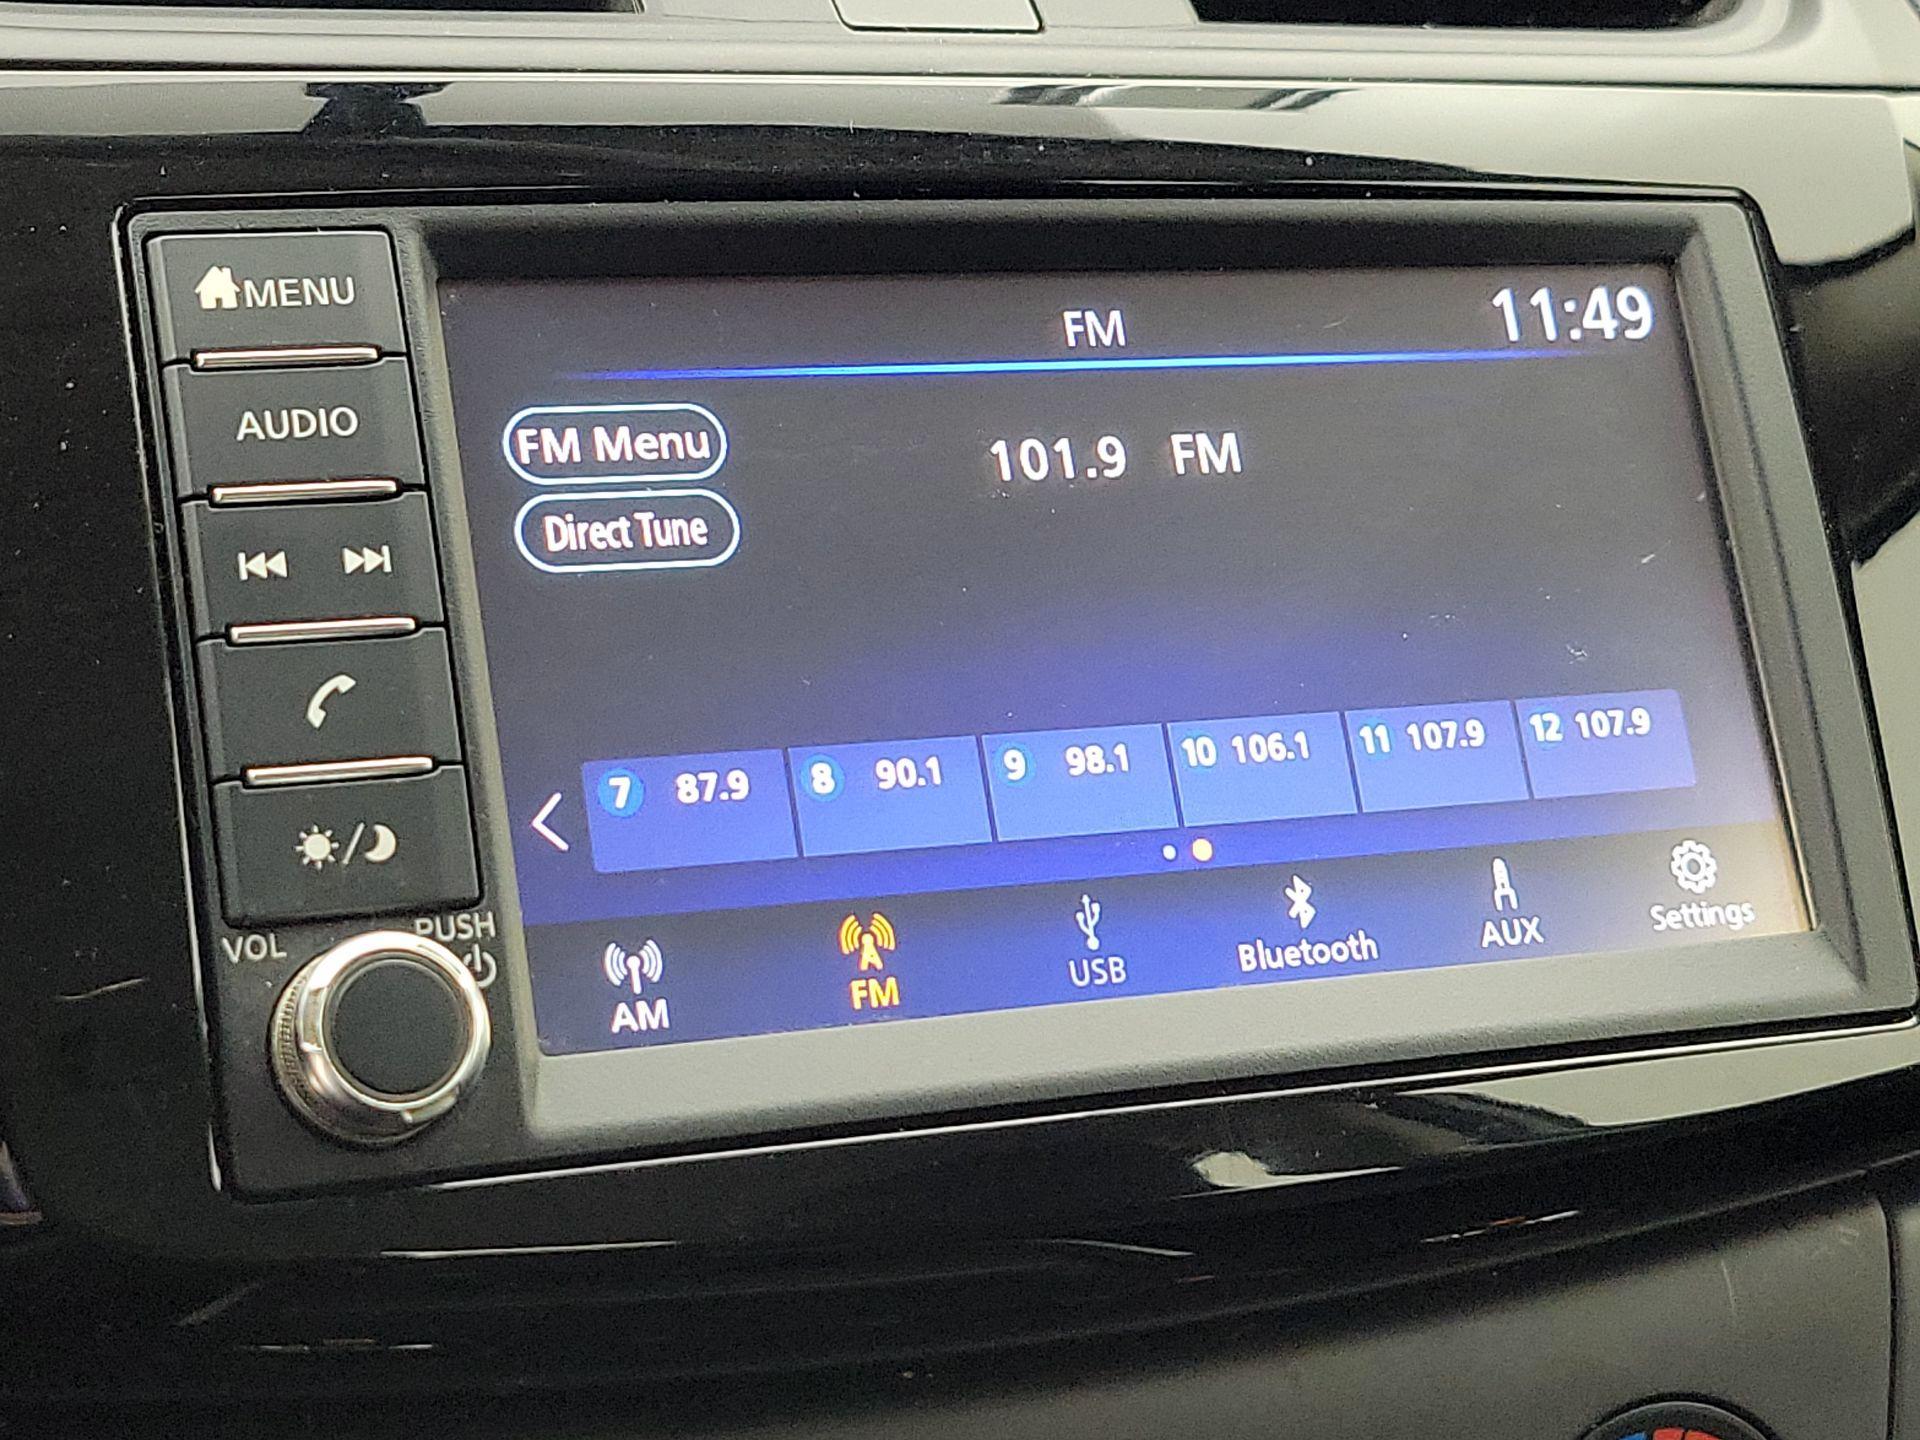 MENU
AUDIO
VOL
PUSH
FM
11:49
FM Menu
101.9 FM
Direct Tune
7 87.9
8 90.1
9 98.1
10 106.1
11 107.9
12 107.9
AM
FM
USB
Bluetooth
AUX
Settings